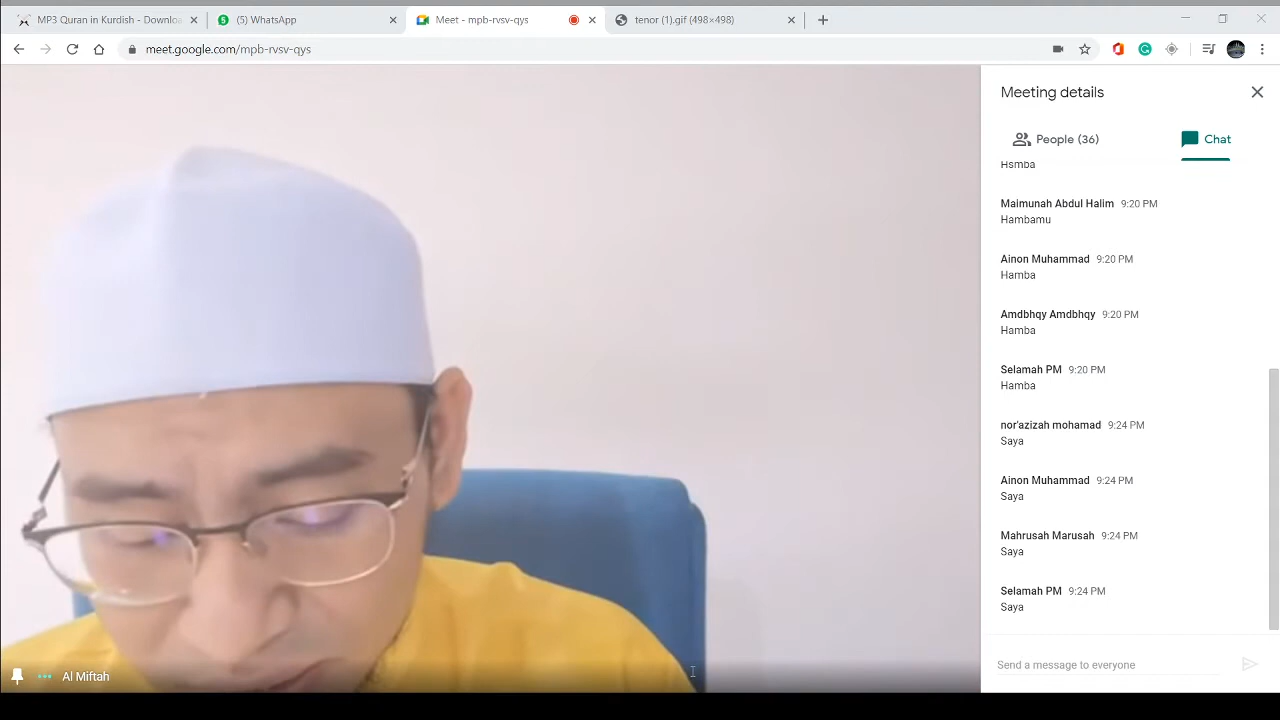 MP3 Quran in Kurdish - Downloa
(5) WhatsApp
Meet - mpb-rvsv-qys
tenor (1).gif (498×498)
meet.google.com/mpb-rvsv-qys
Meeting details
People (36)
Chat
Hsmba
Maimunah Abdul Halim 9:20 PM
Hambamu
Ainon Muhammad 9:20 PM
Hamba
Amdbhqy Amdbhqy 9:20 PM
Hamba
Selamah PM 9:20 PM
Hamba
nor'azizah mohamad 9:24 PM
Saya
Ainon Muhammad 9:24 PM
Saya
Mahrusah Marusah 9:24 PM
Saya
Selamah PM 9:24 PM
Saya
Send a message to everyone
Al Miftah